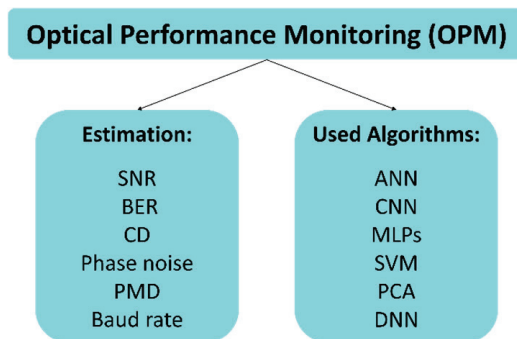 Optical Performance Monitoring (OPM)
Estimation:
SNR
BER
CD
Phase noise
PMD
Baud rate
Used Algorithms:
ANN
CNN
MLPs
SVM
PCA
DNN